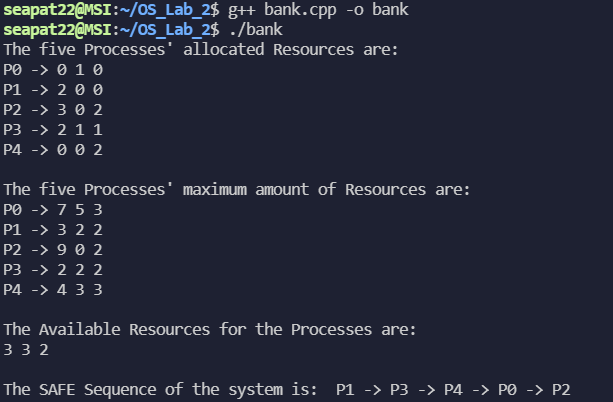 seapat22@MSI:~/OS_Lab_2$ g++ bank.cpp -o bank
seapat22@MSI:~/OS_Lab_2$ ./bank
The five Processes' allocated Resources are:
P0 -> 0 1 0
P1 -> 2 0 0
P2 -> 3 0 2
P3 -> 2 1 1
P4 -> 0 0 2
The five Processes' maximum amount of Resources are:
P0 -> 7 5 3
P1 -> 3 2 2
P2 -> 9 0 2
P3 -> 2 2 2
P4 -> 4 3 3
The Available Resources for the Processes are:
3 3 2
The SAFE Sequence of the system is:  P1 -> P3 -> P4 -> P0 -> P2